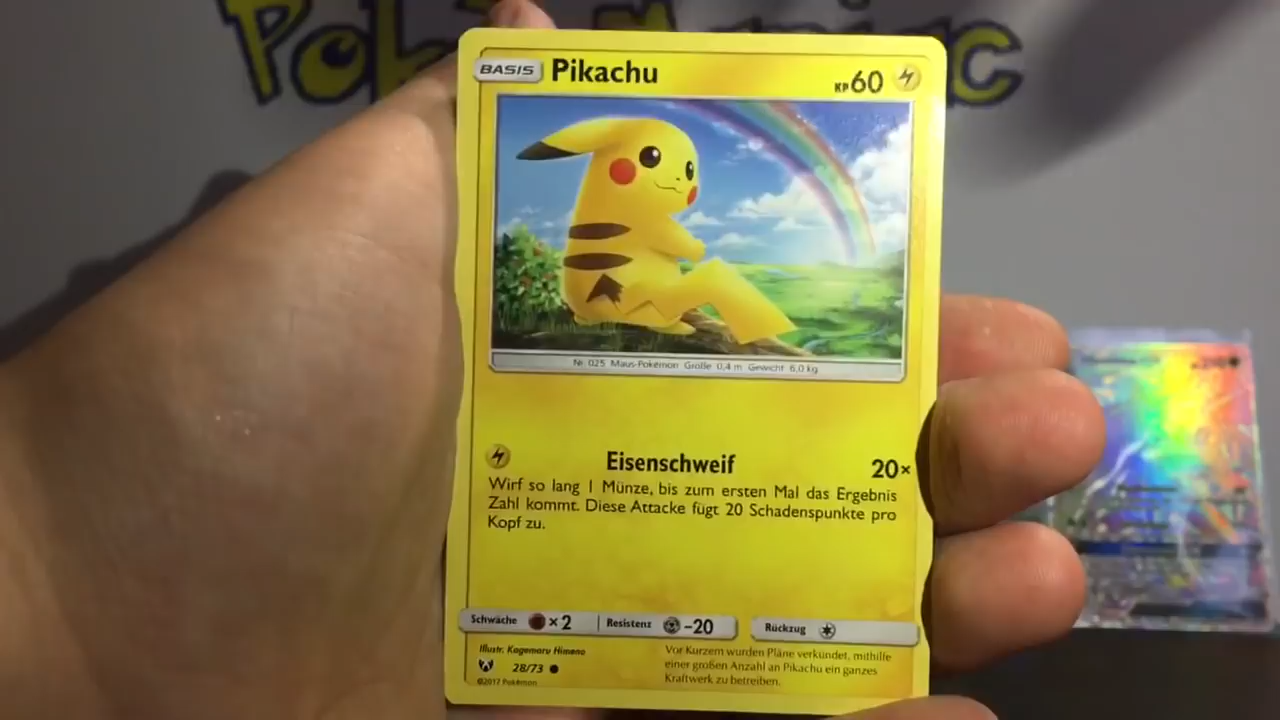 BASIS Pikachu KP60
Nr. 025 Maus-Pokémon Größe 0,4 m Gewicht 6,0 kg
Eisenschweif 20×
Wirf so lang 1 Münze, bis zum ersten Mal das Ergebnis
Zahl kommt. Diese Attacke fügt 20 Schadenspunkte pro
Kopf zu.
Schwäche ×2 Resistenz -20 Rückzug
Illustr. Kagemaru Himeno
28/73
©2017 Pokémon
Vor Kurzem wurden Pläne verkündet, mithilfe
einer großen Anzahl an Pikachu ein ganzes
Kraftwerk zu betreiben.